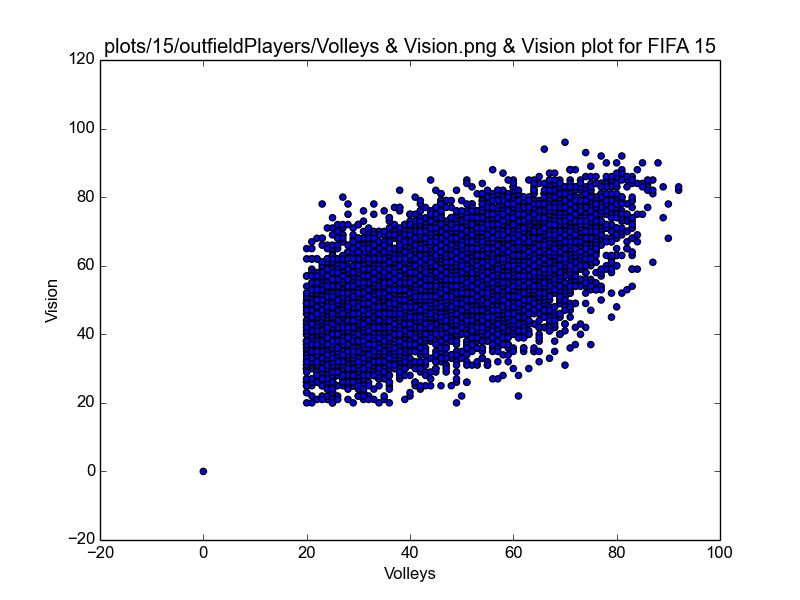 plots/15/outfieldPlayers/Volleys & Vision.png & Vision plot for FIFA 15
120
100
80
60
40
20
0
−20
Vision
−20 0 20 40 60 80 100
Volleys